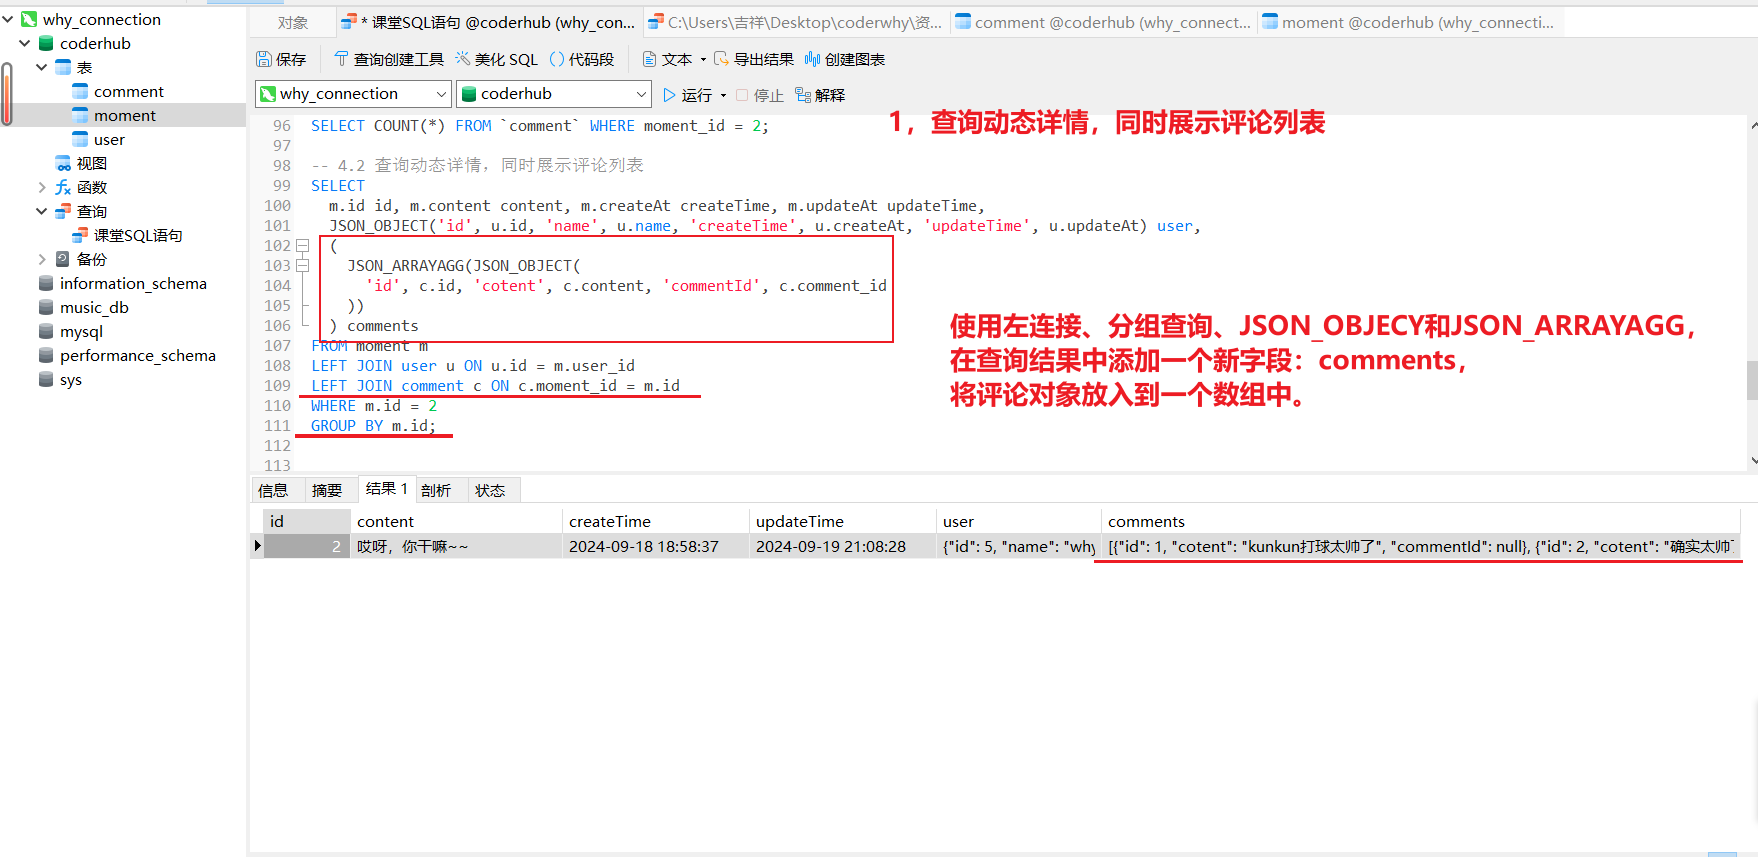 why_connection
coderhub
表
comment
moment
user
视图
函数
查询
课堂SQL语句
备份
information_schema
music_db
mysql
performance_schema
sys
对象
* 课堂SQL语句 @coderhub (why_con...
C:\Users\吉祥\Desktop\coderwhy\资...
comment @coderhub (why_connect...
moment @coderhub (why_connecti...
保存
查询创建工具
美化 SQL
() 代码段
文本
导出结果
创建图表
why_connection
coderhub
运行
停止
解释
1，查询动态详情，同时展示评论列表
96 SELECT COUNT(*) FROM `comment` WHERE moment_id = 2;
97
98 -- 4.2 查询动态详情，同时展示评论列表
99 SELECT
100 m.id id, m.content content, m.createAt createTime, m.updateAt updateTime,
101 JSON_OBJECT('id', u.id, 'name', u.name, 'createTime', u.createAt, 'updateTime', u.updateAt) user,
102 (
103 JSON_ARRAYAGG(JSON_OBJECT(
104 'id', c.id, 'cotent', c.content, 'commentId', c.comment_id
105 ))
106 ) comments
107 FROM moment m
108 LEFT JOIN user u ON u.id = m.user_id
109 LEFT JOIN comment c ON c.moment_id = m.id
110 WHERE m.id = 2
111 GROUP BY m.id;
112
113
使用左连接、分组查询、JSON_OBJECY和JSON_ARRAYAGG，
在查询结果中添加一个新字段：comments，
将评论对象放入到一个数组中。
信息 摘要 结果 1 剖析 状态
id content createTime updateTime user comments
2 哎呀，你干嘛~~ 2024-09-18 18:58:37 2024-09-19 21:08:28 {"id": 5, "name": "why [{"id": 1, "cotent": "kunkun打球太帅了", "commentId": null}, {"id": 2, "cotent": "确实太帅